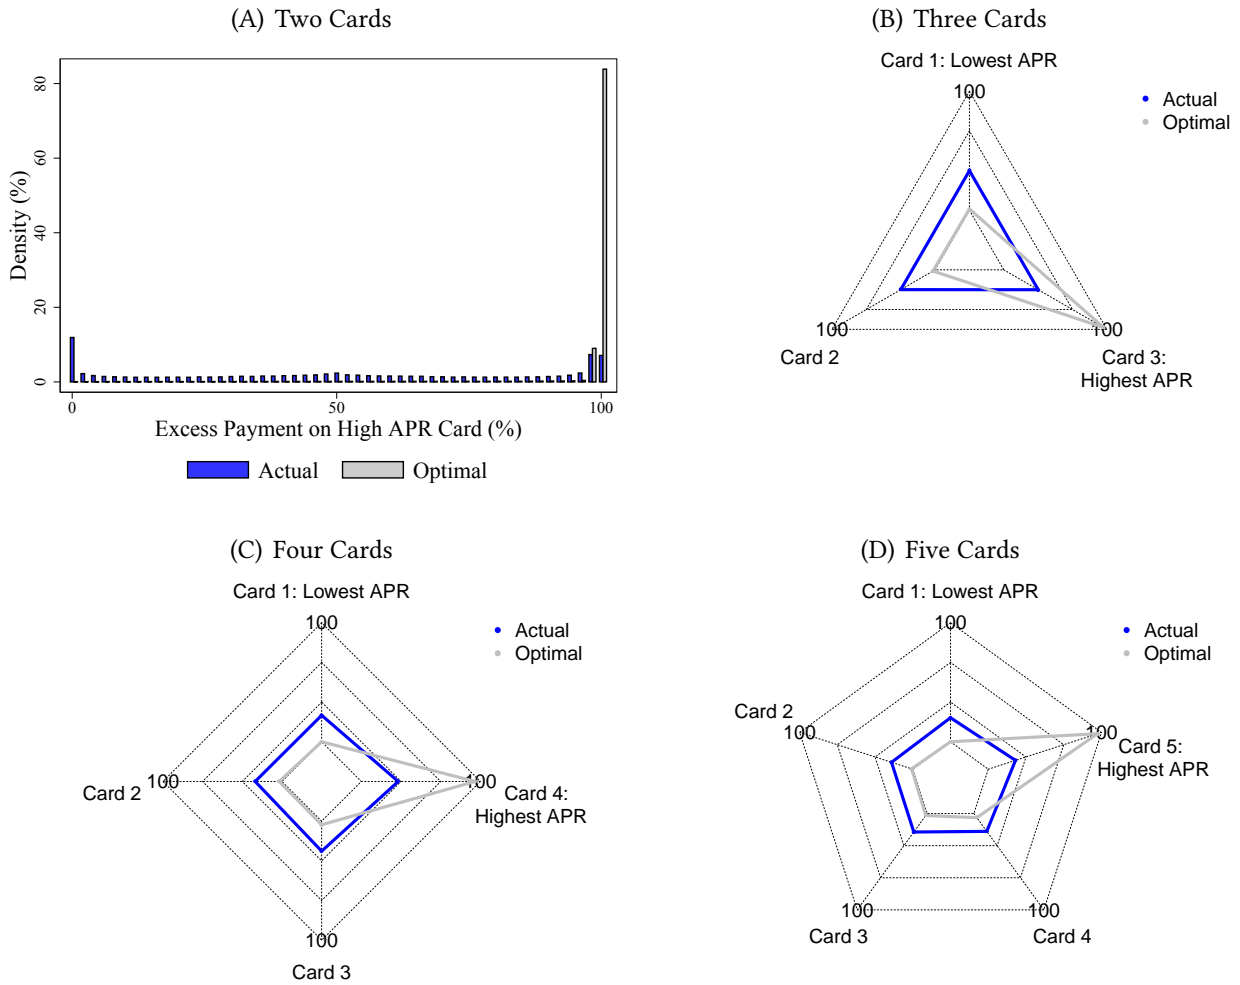 (A) Two Cards
Density (%)
80
60
40
20
0
0
50
100
Excess Payment on High APR Card (%)
Actual
Optimal
(B) Three Cards
Card 1: Lowest APR
100
Actual
Optimal
100
100
Card 2
Card 3:
Highest APR
(C) Four Cards
Card 1: Lowest APR
100
Actual
Optimal
Card 2
100
100
Card 4:
Highest APR
100
Card 3
(D) Five Cards
Card 1: Lowest APR
100
Actual
Optimal
Card 2
100
100
Card 5:
Highest APR
100
100
Card 3
Card 4